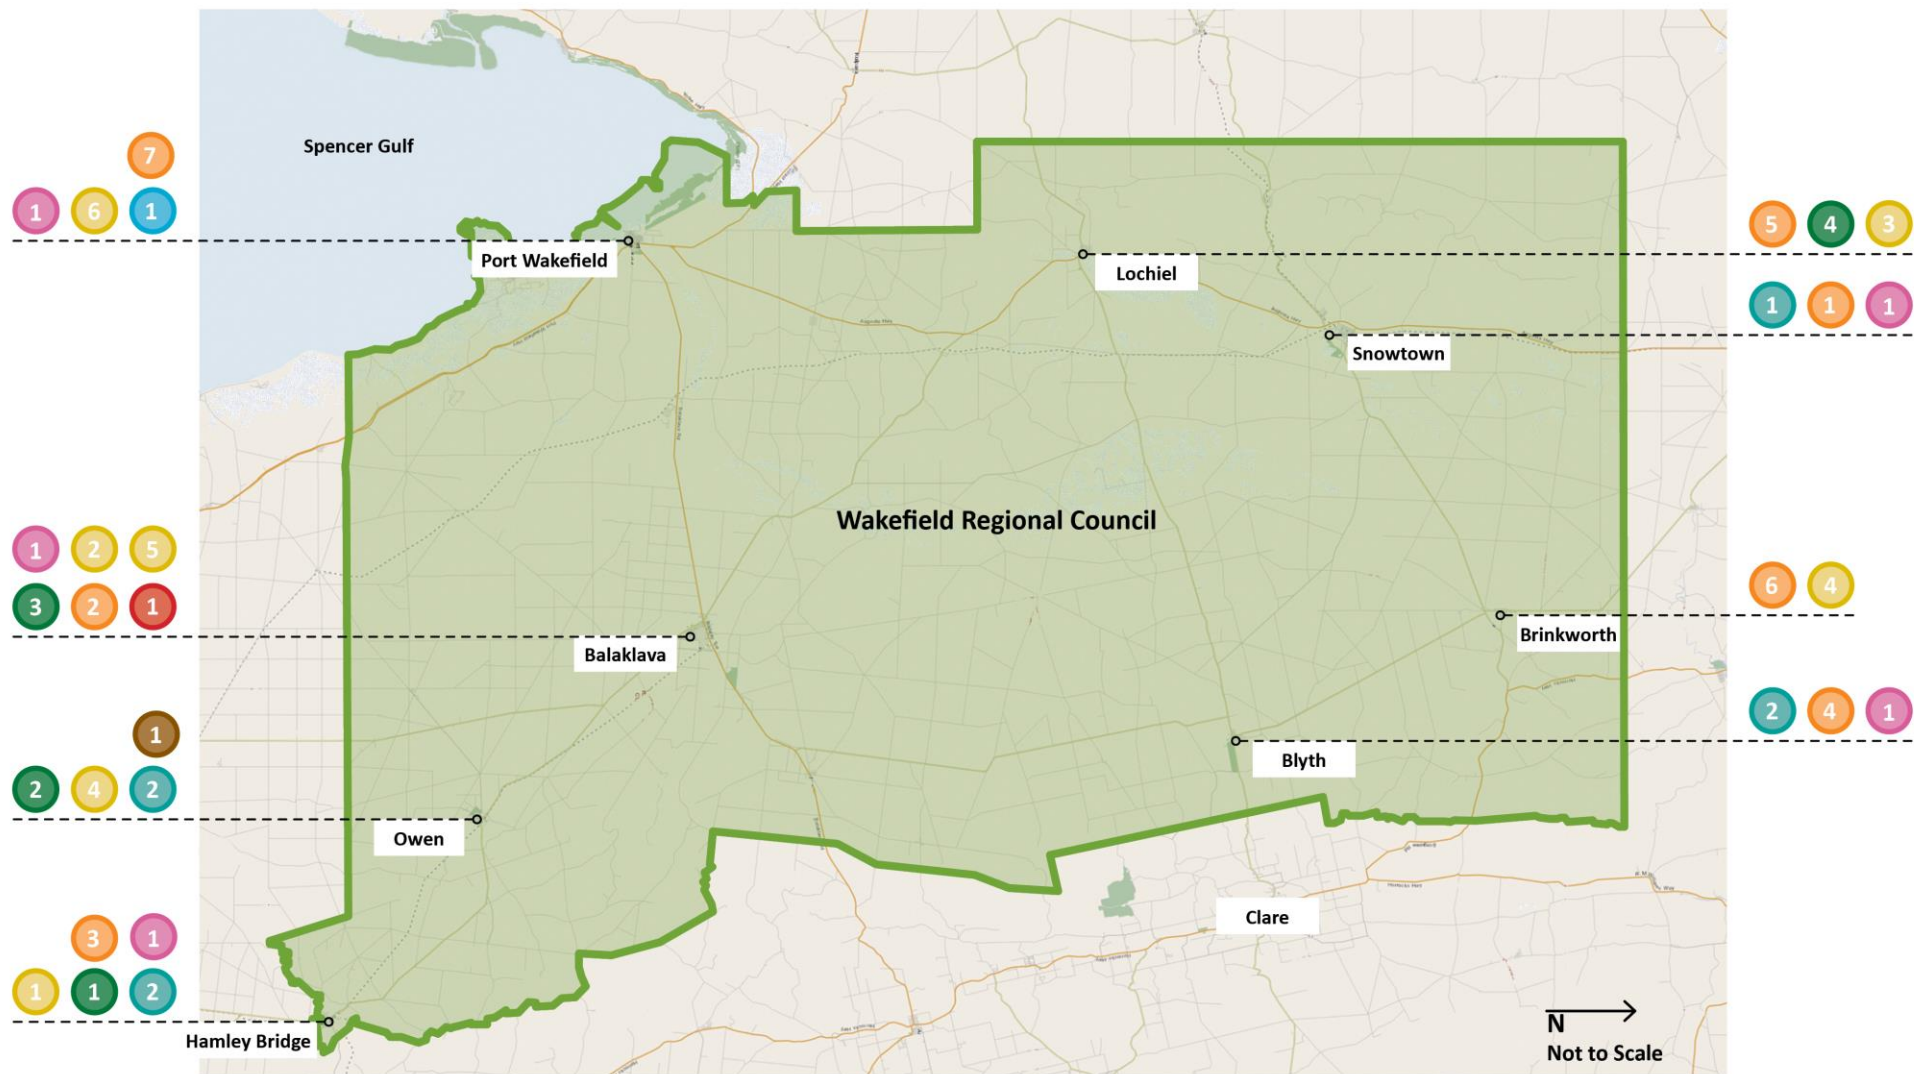 7
Spencer Gulf
1 6 1
5 4 3
Port Wakefield
Lochiel
1 1 1
Snowtown
Wakefield Regional Council
1 2 5
3 2 1
6 4
Brinkworth
Balaklava
2 4 1
1
Blyth
2 4 2
Owen
Clare
3 1
1 1 2
N
Hamley Bridge
Not to Scale